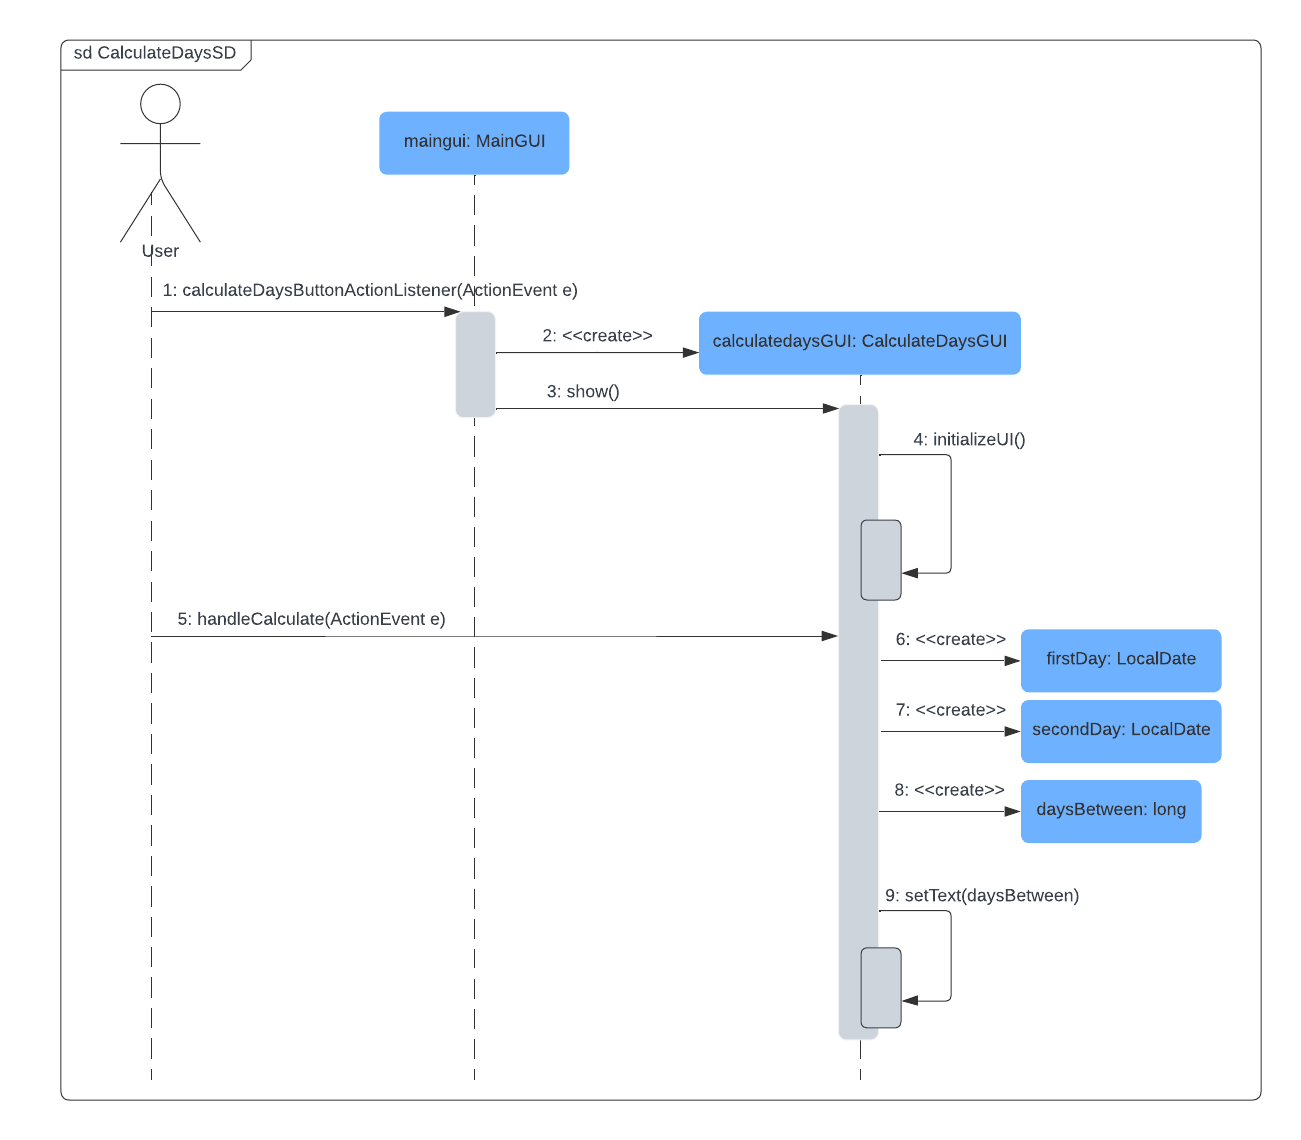 sd CalculateDaysSD
maingui: MainGUI
User
1: calculateDaysButtonActionListener(ActionEvent e)
2: <<create>>
calculatedaysGUI: CalculateDaysGUI
3: show()
4: initializeUI()
5: handleCalculate(ActionEvent e)
6: <<create>>
firstDay: LocalDate
7: <<create>>
secondDay: LocalDate
8: <<create>>
daysBetween: long
9: setText(daysBetween)